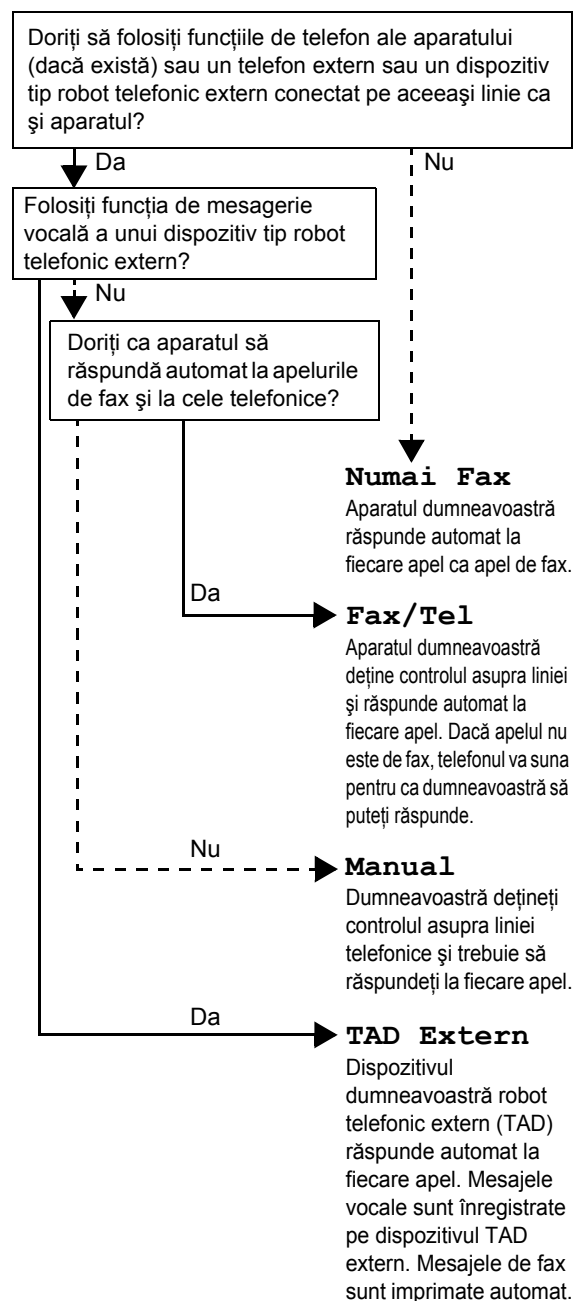 Doriți să folosiți funcțiile de telefon ale aparatului
(dacă există) sau un telefon extern sau un dispozitiv
tip robot telefonic extern conectat pe aceeaşi linie ca
şi aparatul?
Da
Nu
Folosiți funcția de mesagerie
vocală a unui dispozitiv tip robot
telefonic extern?
Nu
Doriți ca aparatul să
răspundă automat la apelurile
de fax şi la cele telefonice?
Numai Fax
Aparatul dumneavoastră
răspunde automat la
fiecare apel ca apel de fax.
Da
Fax/Tel
Aparatul dumneavoastră
deține controlul asupra liniei
şi răspunde automat la
fiecare apel. Dacă apelul nu
este de fax, telefonul va suna
pentru ca dumneavoastră să
puteți răspunde.
Nu
Manual
Dumneavoastră dețineți
controlul asupra liniei
telefonice şi trebuie să
răspundeți la fiecare apel.
Da
TAD Extern
Dispozitivul
dumneavoastră robot
telefonic extern (TAD)
răspunde automat la
fiecare apel. Mesajele
vocale sunt înregistrate
pe dispozitivul TAD
extern. Mesajele de fax
sunt imprimate automat.